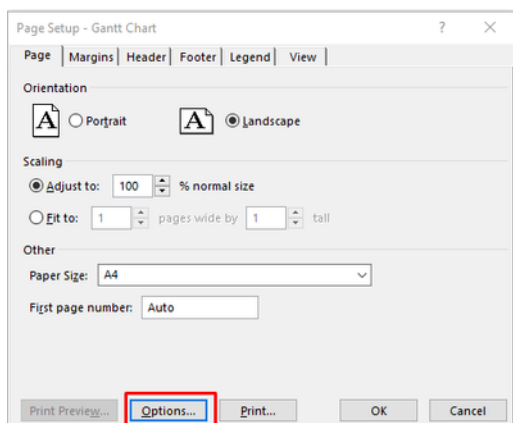 Page Setup - Gantt Chart ? ×
Page Margins Header Footer Legend View
Orientation
A Portrait A Landscape
Scaling
Adjust to: 100 % normal size
Fit to: 1 pages wide by 1 tall
Other
Paper Size: A4
First page number: Auto
Print Preview... Options... Print... OK Cancel